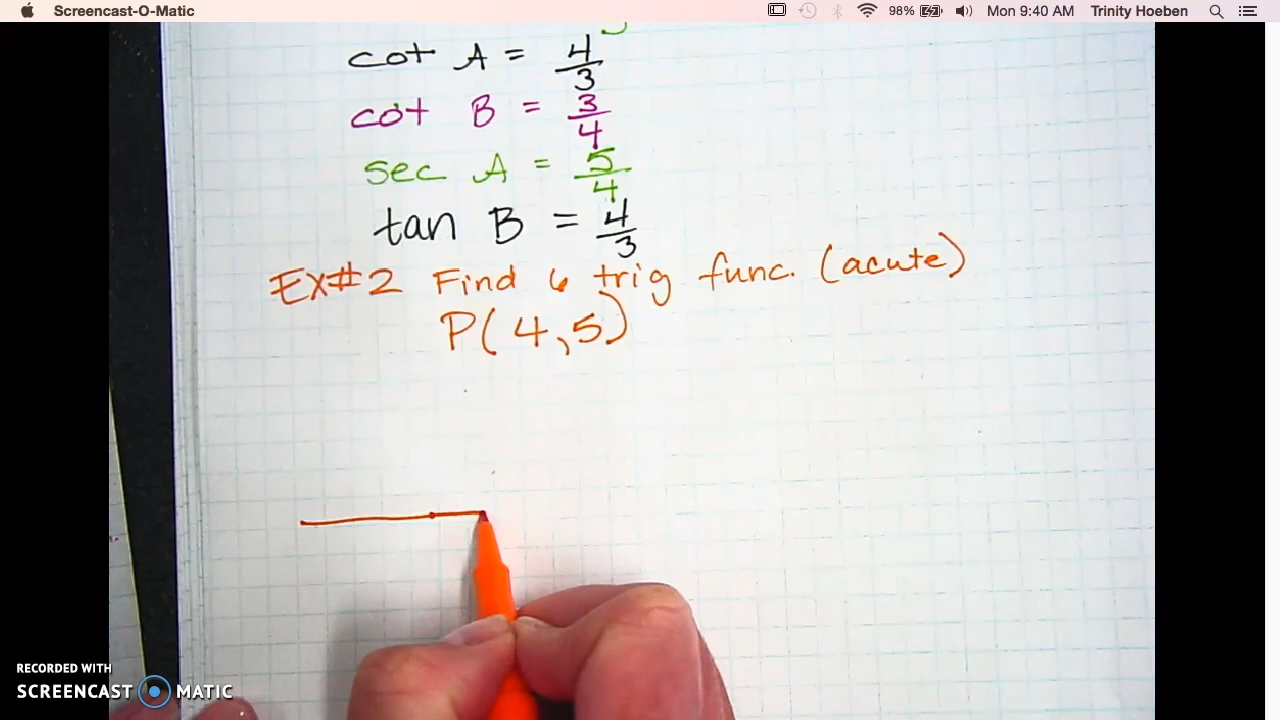 Screencast-O-Matic 98% Mon 9:40 AM Trinity Hoeben
cot A = 4/3
cot B = 3/4
sec A = 5/4
tan B = 4/3
Ex#2 Find 6 trig func. (acute)
P(4,5)
RECORDED WITH
SCREENCAST MATIC